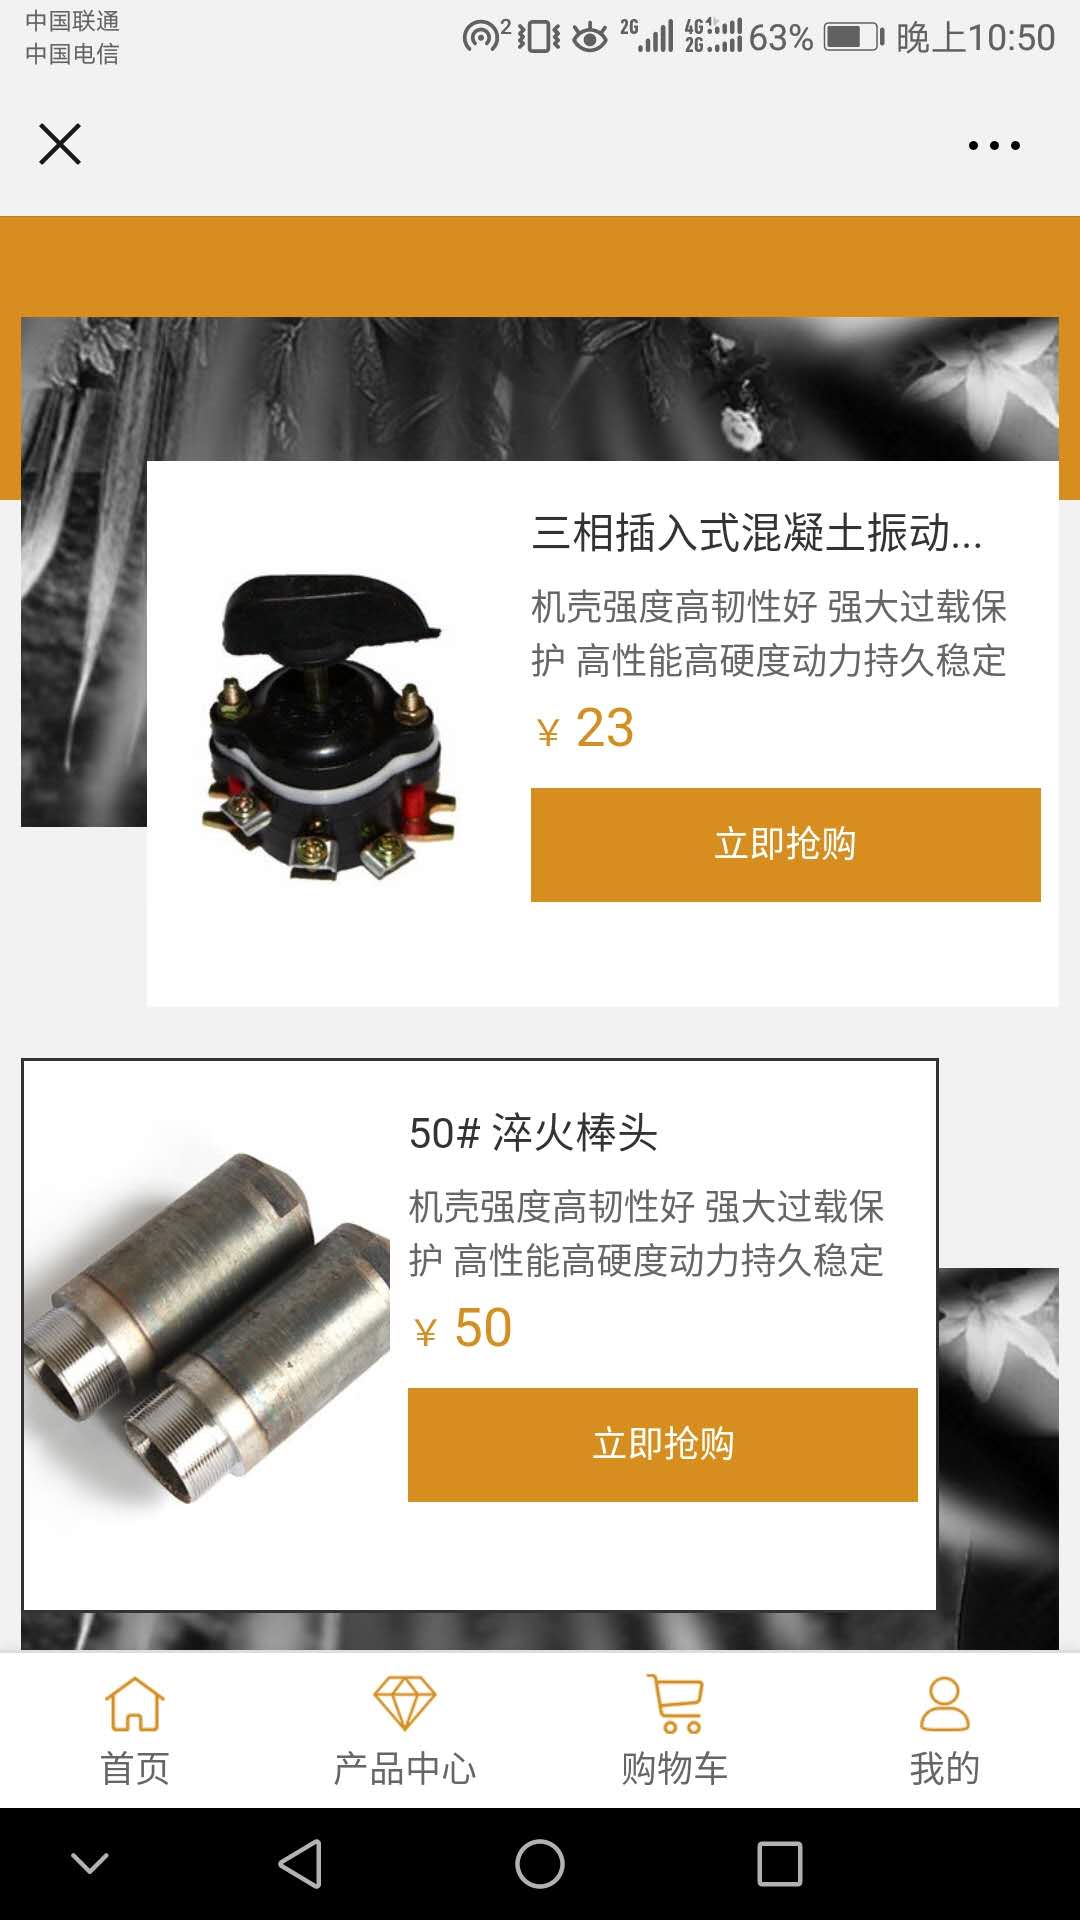 中国联通
中国电信
2
2G
4G
2G
63%
晚上10:50
三相插入式混凝土振动...
机壳强度高韧性好 强大过载保
护 高性能高硬度动力持久稳定
¥ 23
立即抢购
50# 淬火棒头
机壳强度高韧性好 强大过载保
护 高性能高硬度动力持久稳定
¥ 50
立即抢购
首页
产品中心
购物车
我的